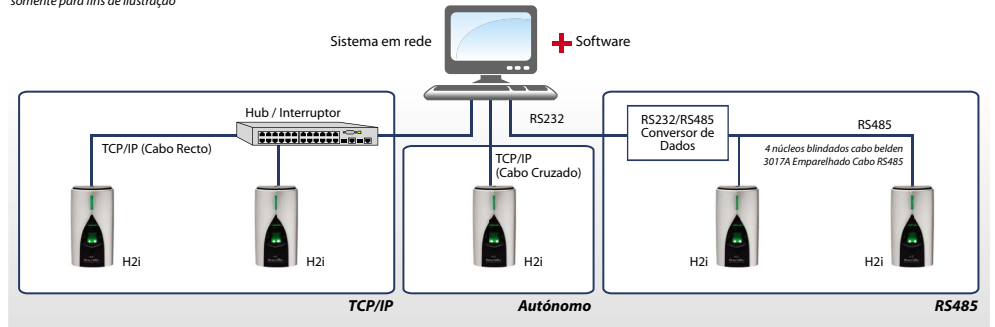 somente para fins de ilustração
Sistema em rede
Software
Hub / Interruptor
RS232
RS232/RS485
Conversor de
Dados
RS485
TCP/IP (Cabo Recto)
TCP/IP
(Cabo Cruzado)
4 núcleos blindados cabo belden
3017A Emparelhado Cabo RS485
H2i
H2i
H2i
H2i
H2i
TCP/IP
Autónomo
RS485